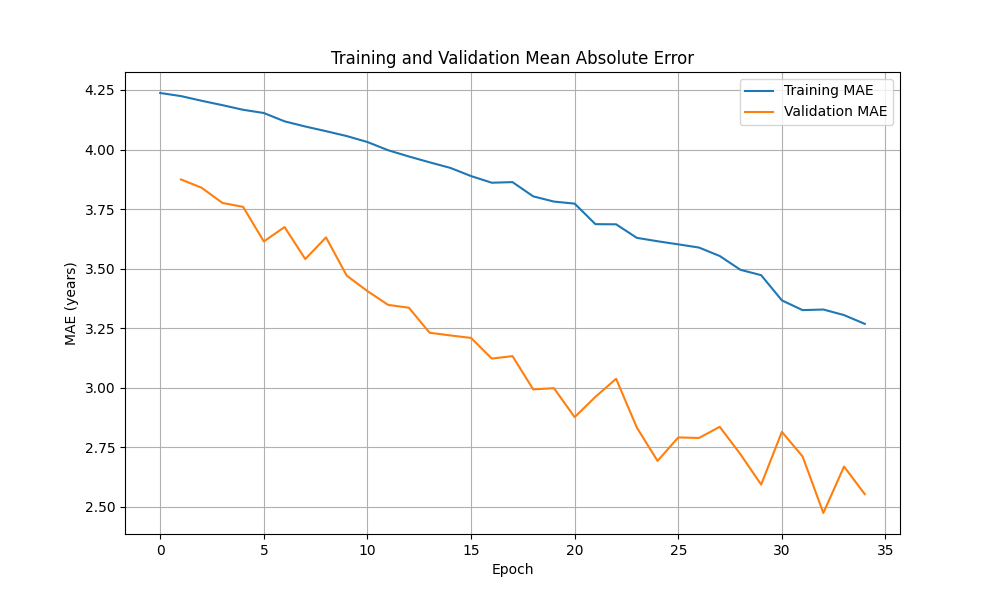 Training and Validation Mean Absolute Error
Training MAE
Validation MAE
MAE (years)
4.25
4.00
3.75
3.50
3.25
3.00
2.75
2.50
0 5 10 15 20 25 30 35
Epoch